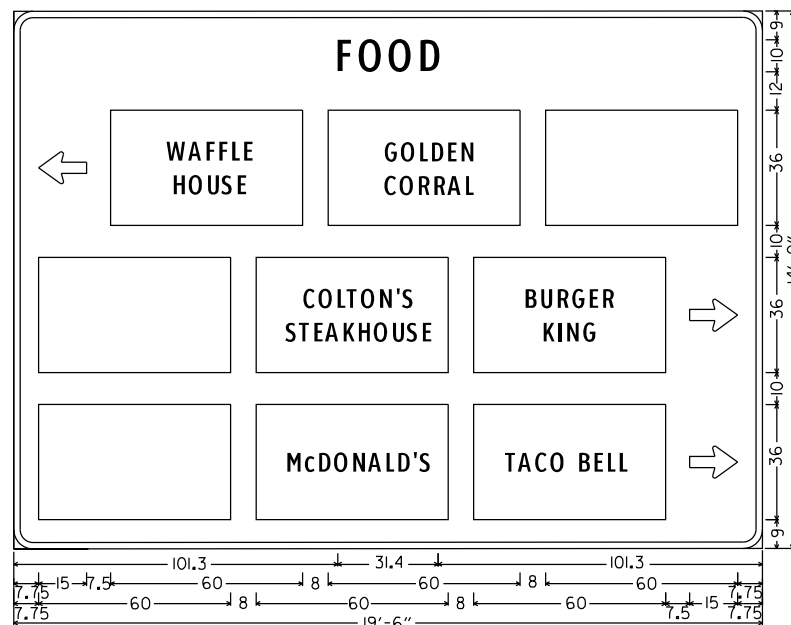 FOOD
WAFFLE
HOUSE
GOLDEN
CORRAL
COLTON'S
STEAKHOUSE
BURGER
KING
McDONALD'S
TACO BELL
9
10
12
36
10
36
10
36
9
101.3 31.4 101.3
7.75 15 7.5 60 8 60 8 60 7.75
7.75 60 8 60 8 60 7.5 15 7.75
19'-6"